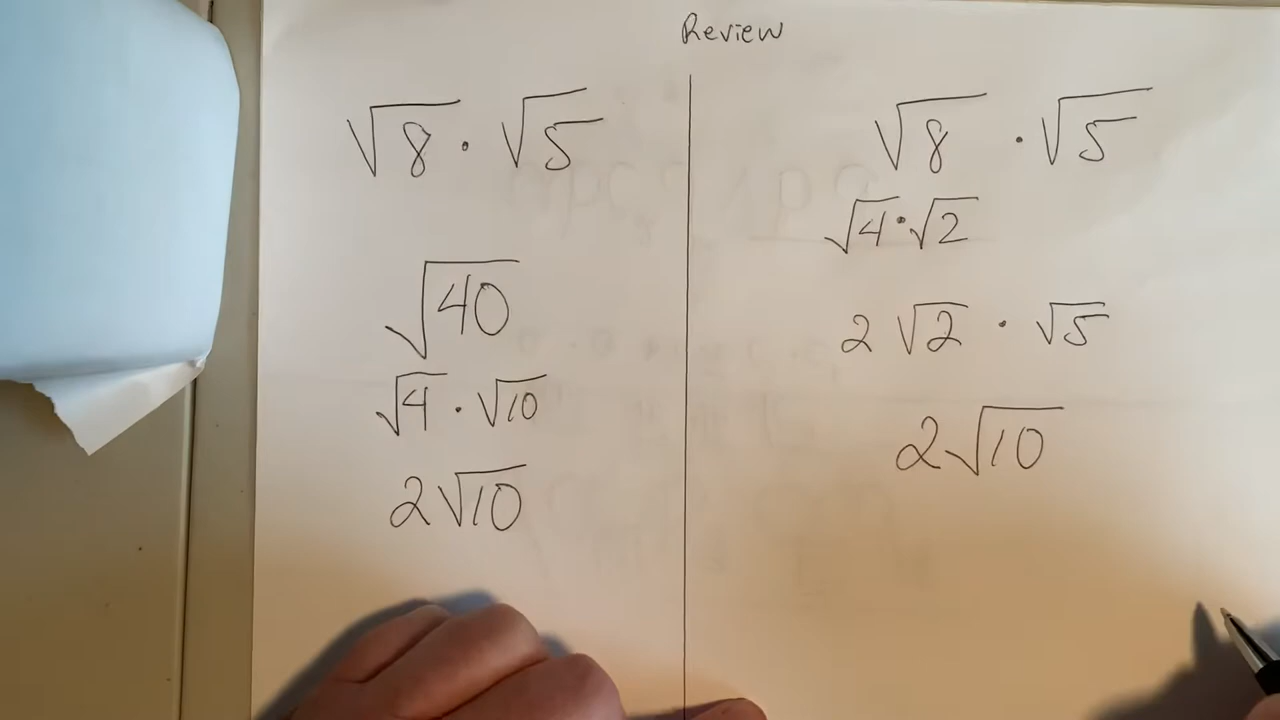 Review
√8 · √5
√40
√4 · √10
2√10
√8 · √5
√4 · √2
2 √2 · √5
2√10